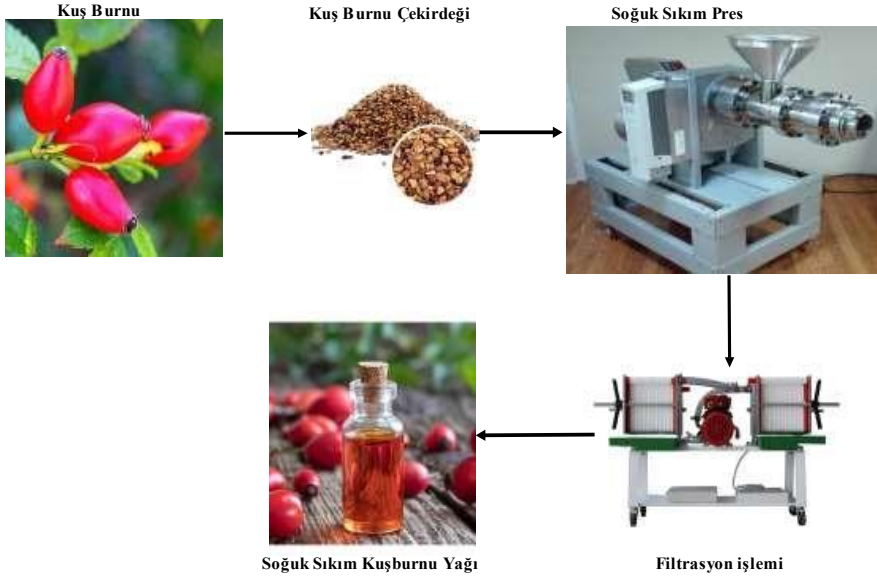 Kuş Burnu
Kuş Burnu Çekirdeği
Soğuk Sıkım Pres
Soğuk Sıkım Kuşburnu Yağı
Filtrasyon işlemi